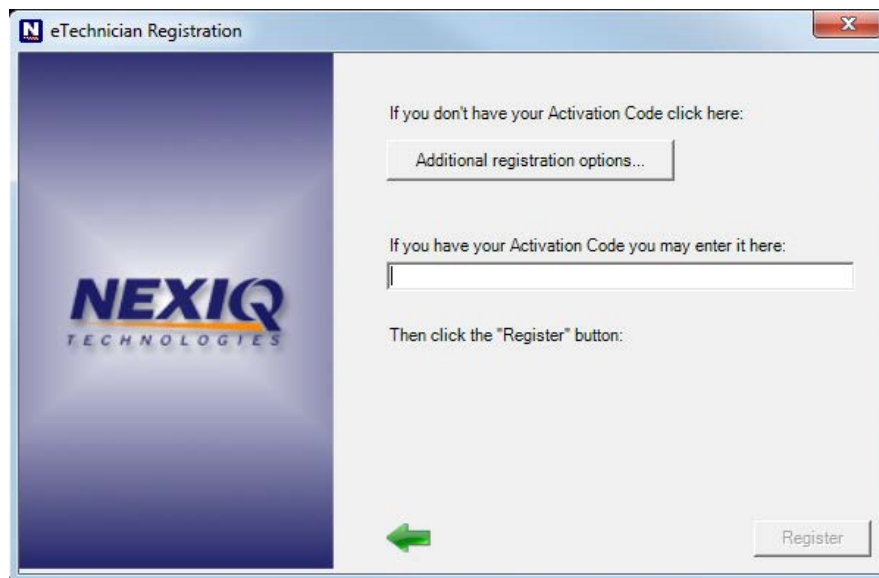 eTechnician Registration
If you don't have your Activation Code click here:
Additional registration options...
If you have your Activation Code you may enter it here:
NEXIQ
TECHNOLOGIES
Then click the "Register" button:
Register